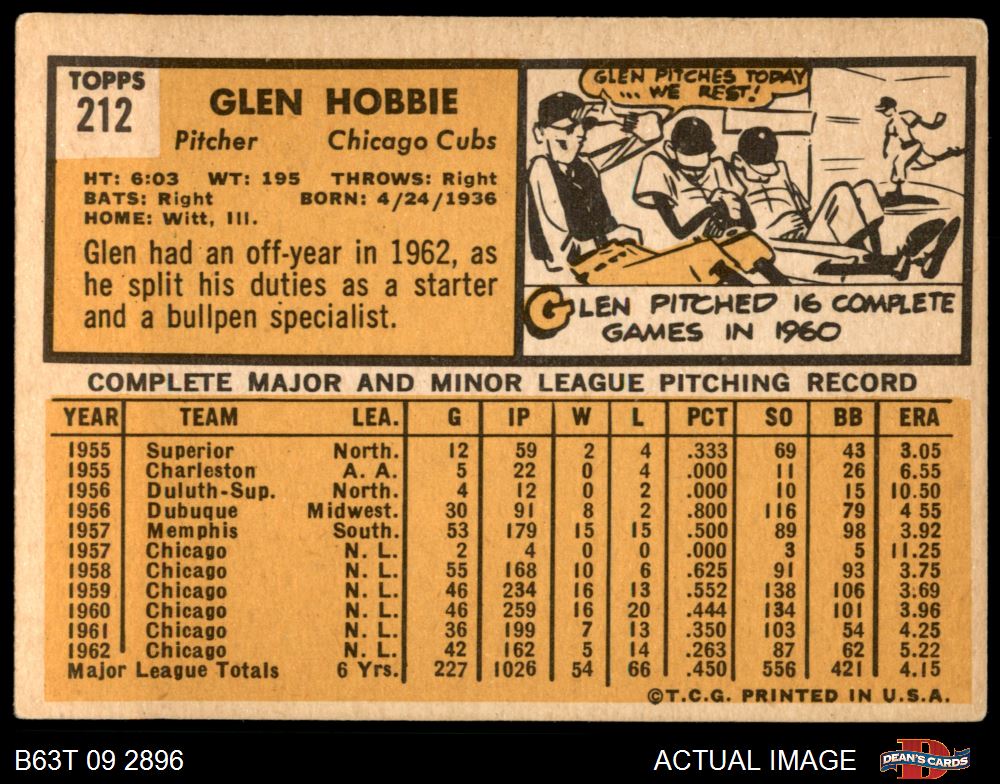 TOPPS
212
GLEN HOBBIE
Pitcher Chicago Cubs
HT: 6:03 WT: 195 THROWS: Right
BATS: Right BORN: 4/24/1936
HOME: Witt, Ill.
Glen had an off-year in 1962, as
he split his duties as a starter
and a bullpen specialist.
GLEN PITCHES TODAY
... WE REST!
GLEN PITCHED 16 COMPLETE
GAMES IN 1960
COMPLETE MAJOR AND MINOR LEAGUE PITCHING RECORD
YEAR TEAM LEA. G IP W L PCT SO BB ERA
1955 Superior North. 12 59 2 4 .333 69 43 3.05
1955 Charleston A. A. 5 22 0 4 .000 11 26 6.55
1956 Duluth-Sup. North. 4 12 0 2 .000 10 15 10.50
1956 Dubuque Midwest. 30 91 8 2 .800 116 79 4 55
1957 Memphis South. 53 179 15 15 .500 89 98 3.92
1957 Chicago N. L. 2 4 0 0 .000 3 5 11.25
1958 Chicago N. L. 55 168 10 6 .625 91 93 3.75
1959 Chicago N. L. 46 234 16 13 .552 138 106 3.69
1960 Chicago N. L. 46 259 16 20 .444 134 101 3.96
1961 Chicago N. L. 36 199 7 13 .350 103 54 4.25
1962 Chicago N. L. 42 162 5 14 .263 87 62 5.22
Major League Totals 6 Yrs. 227 1026 54 66 .450 556 421 4.15
©T.C.G. PRINTED IN U.S.A.
B63T 09 2896 ACTUAL IMAGE
DEAN'S CARDS